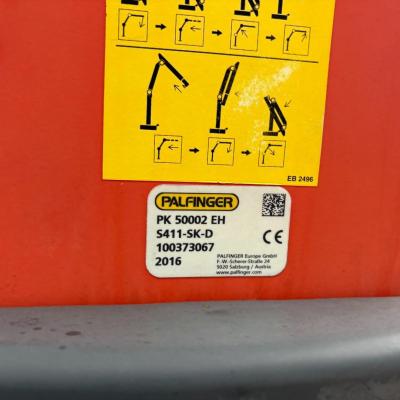 EB 2496
PALFINGER
PK 50002 EH
S411-SK-D
100373067
2016
CE
PALFINGER Europe GmbH
F.-W.-Scherer-Straße 24
5020 Salzburg / Austria
www.palfinger.com